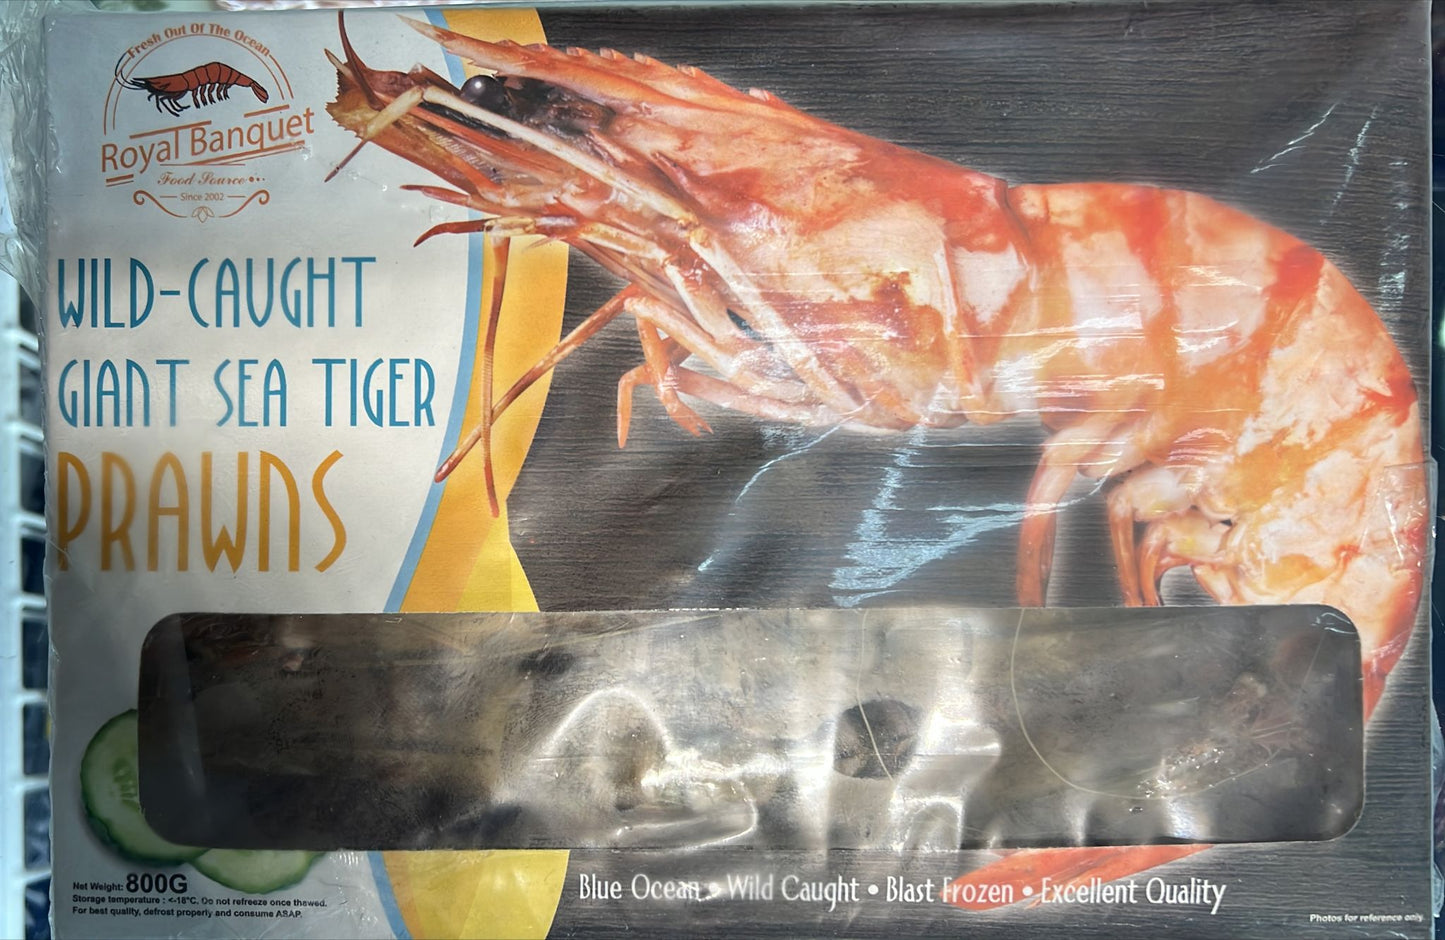 Fresh Out Of The Ocean
Royal Banquet
Food Source
Since 2002
WILD-CAUGHT
GIANT SEA TIGER
PRAWNS
Net Weight: 800G
Storage temperature : <-18°C. Do not refreeze once thawed.
For best quality, defrost properly and consume ASAP.
Blue Ocean • Wild Caught • Blast Frozen • Excellent Quality
Photos for reference only.